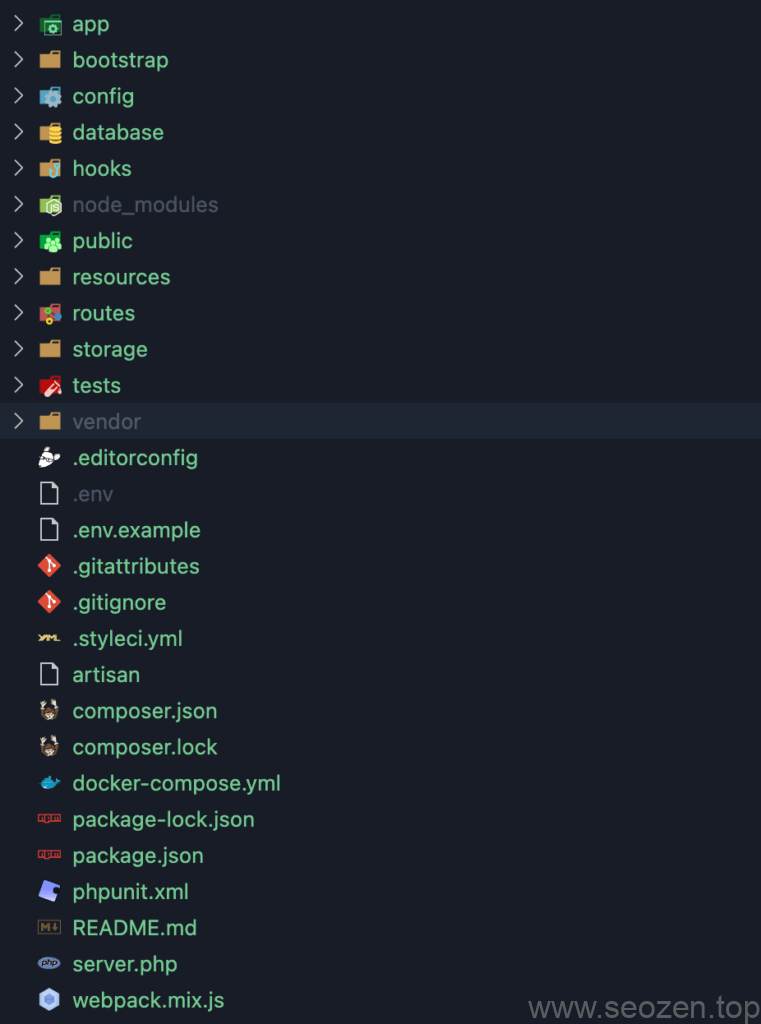 app
bootstrap
config
database
hooks
node_modules
public
resources
routes
storage
tests
vendor
.editorconfig
.env
.env.example
.gitattributes
.gitignore
.styleci.yml
artisan
composer.json
composer.lock
docker-compose.yml
package-lock.json
package.json
phpunit.xml
README.md
server.php
webpack.mix.js
www.seozen.top